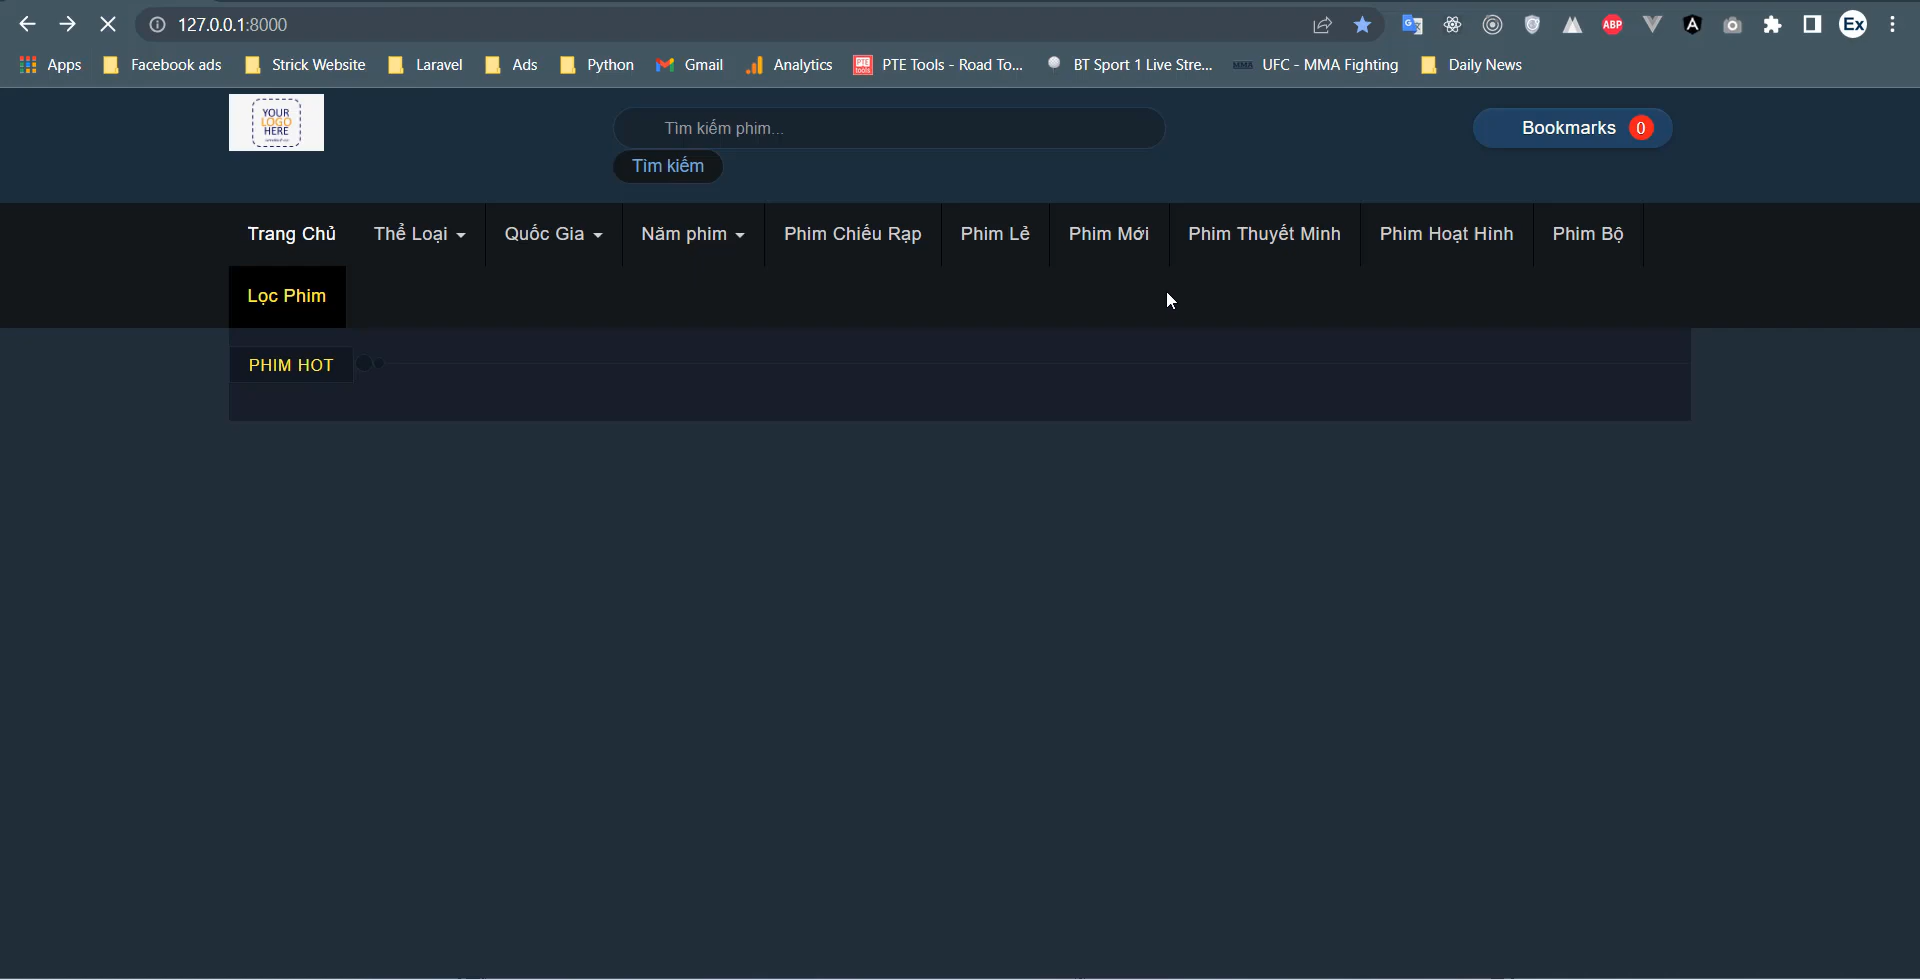 127.0.0.1:8000
ABP
A
Ex
Apps
Facebook ads
Strick Website
Laravel
Ads
Python
Gmail
Analytics
PTE Tools - Road To...
BT Sport 1 Live Stre...
UFC - MMA Fighting
Daily News
YOUR
LOGO
HERE
Tìm kiếm phim...
Bookmarks 0
Tìm kiếm
Trang Chủ
Thể Loại
Quốc Gia
Năm phim
Phim Chiếu Rạp
Phim Lẻ
Phim Mới
Phim Thuyết Minh
Phim Hoạt Hình
Phim Bộ
Lọc Phim
PHIM HOT